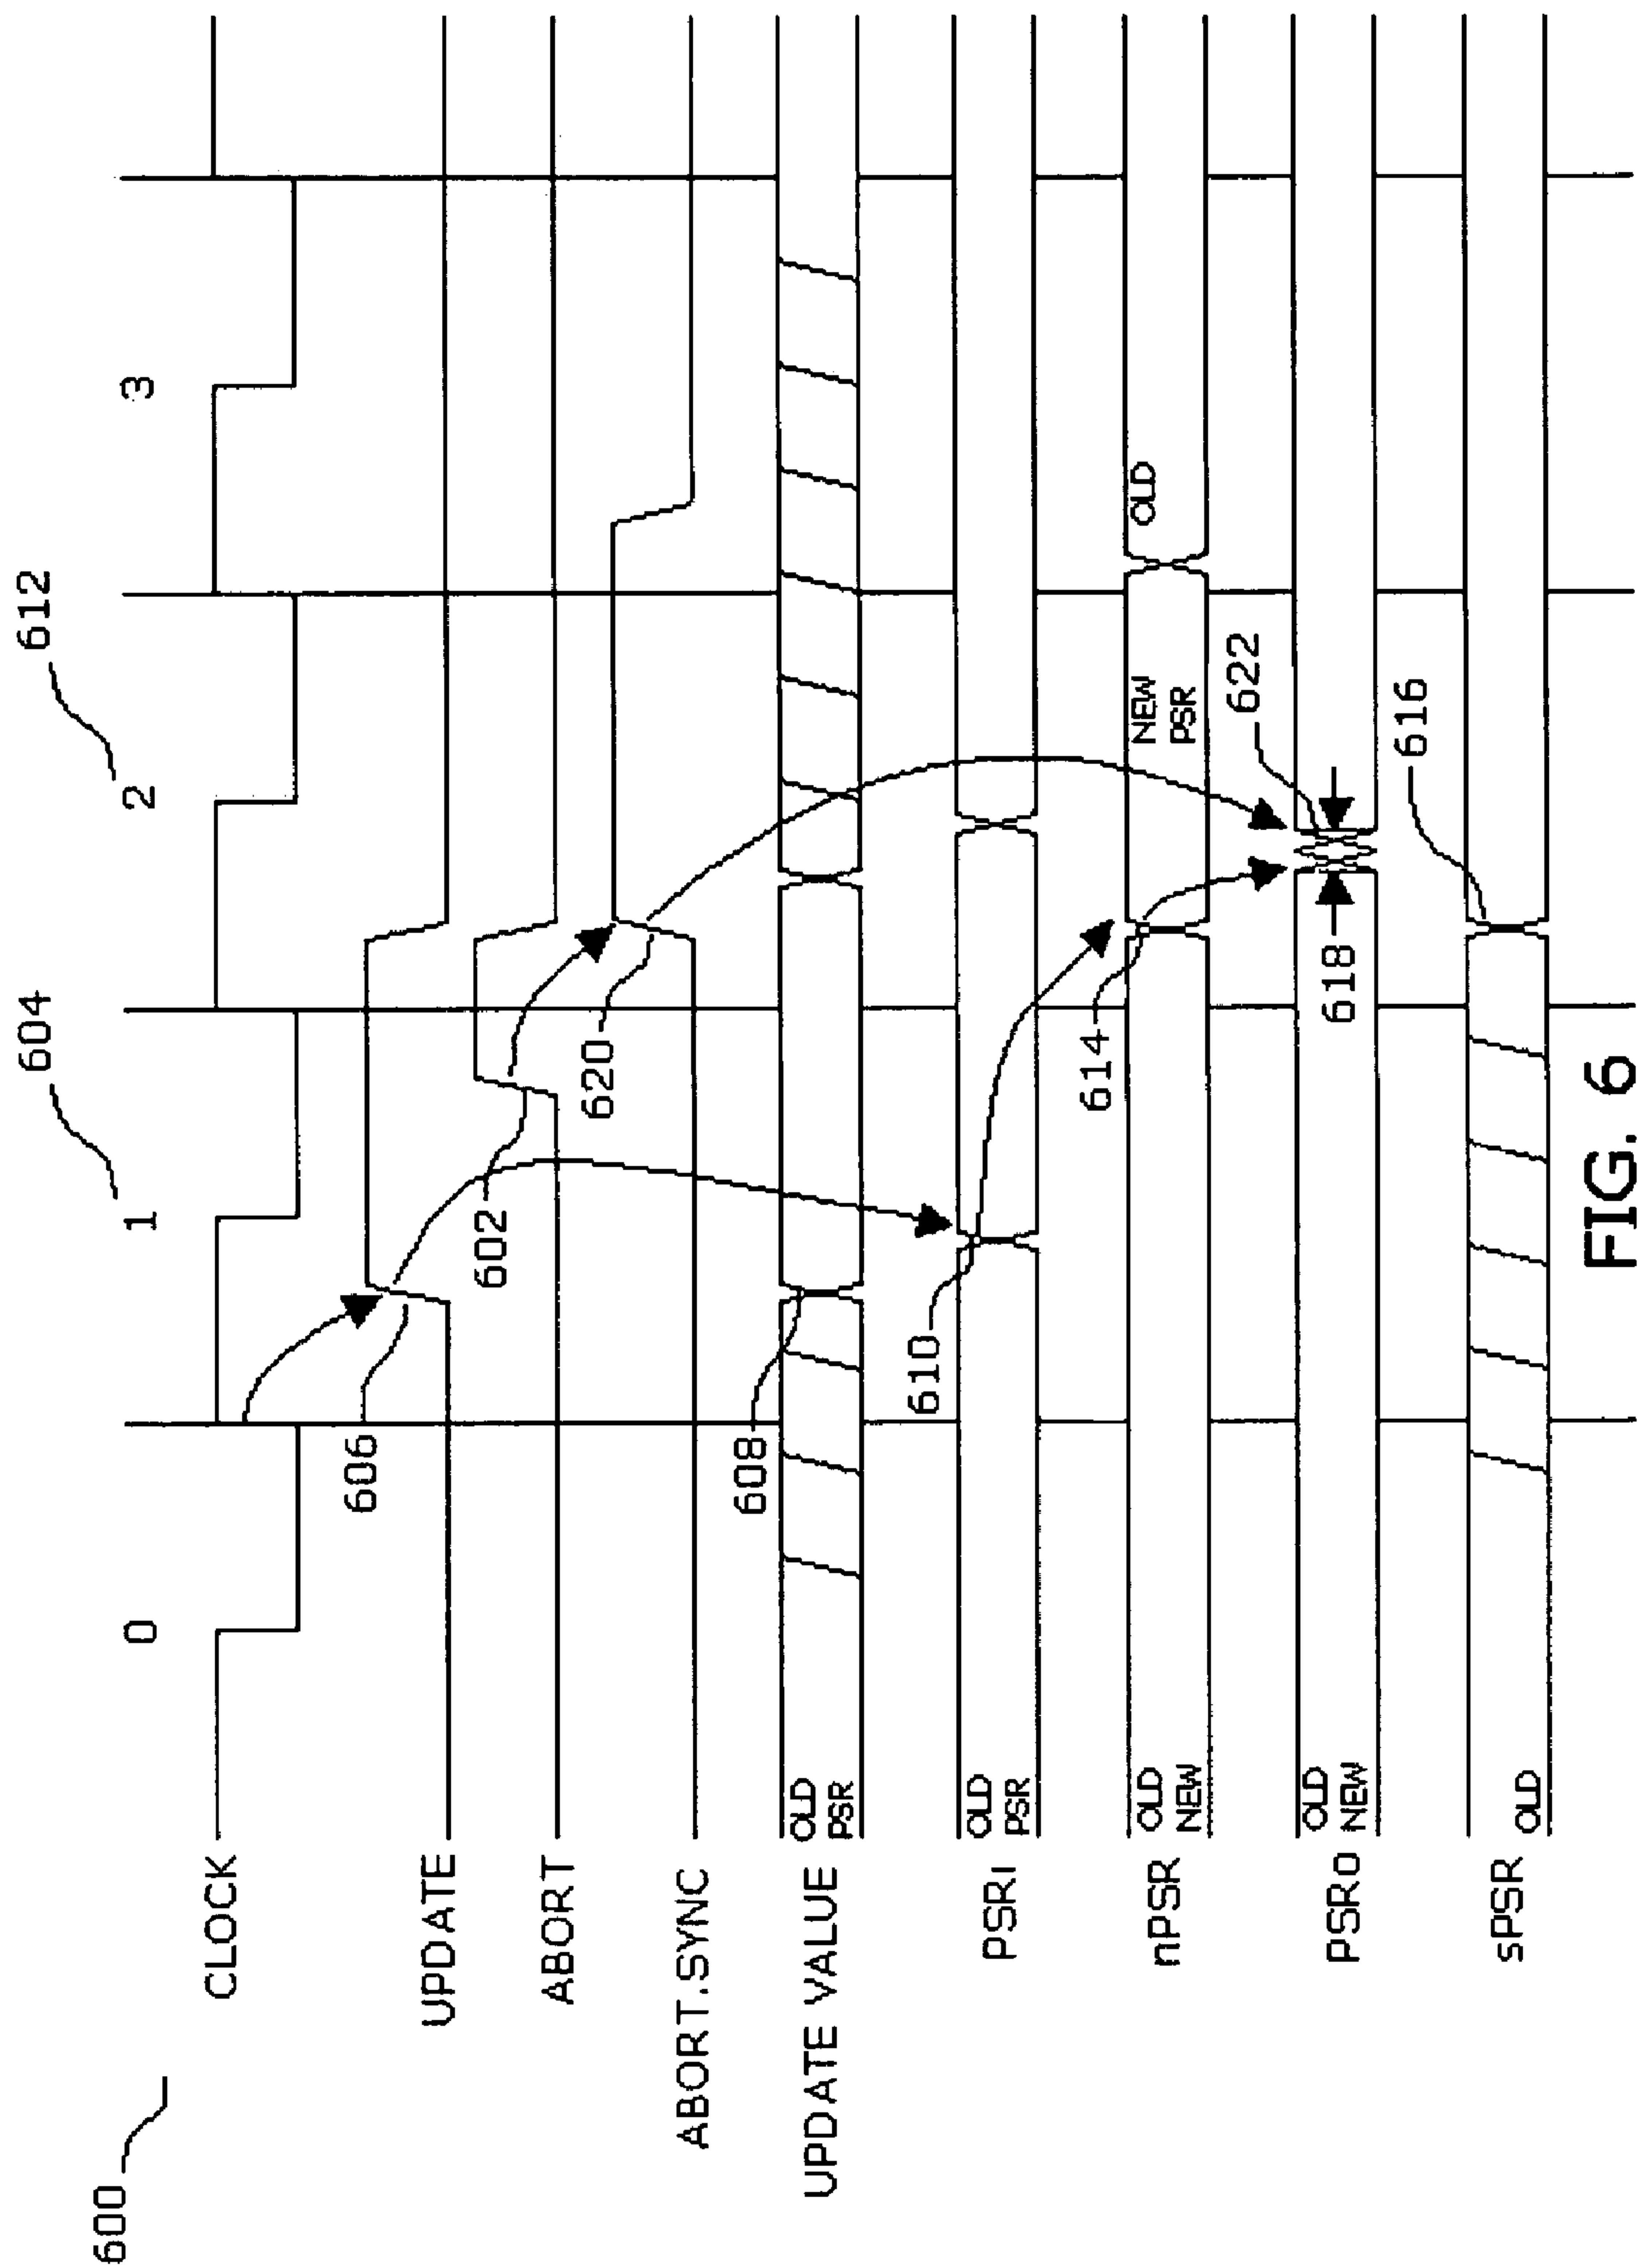 600
604
612
0
1
2
3
CLOCK
606
UPDATE
602
ABORT
620
ABORT.SYNC
608
UPDATE VALUE
OLD
PSR
610
PSRi
OLD
PSR
614
nPSR
OLD
NEW
NEW
PSR
OLD
622
PSRo
OLD
NEW
618
616
sPSR
OLD
FIG. 6